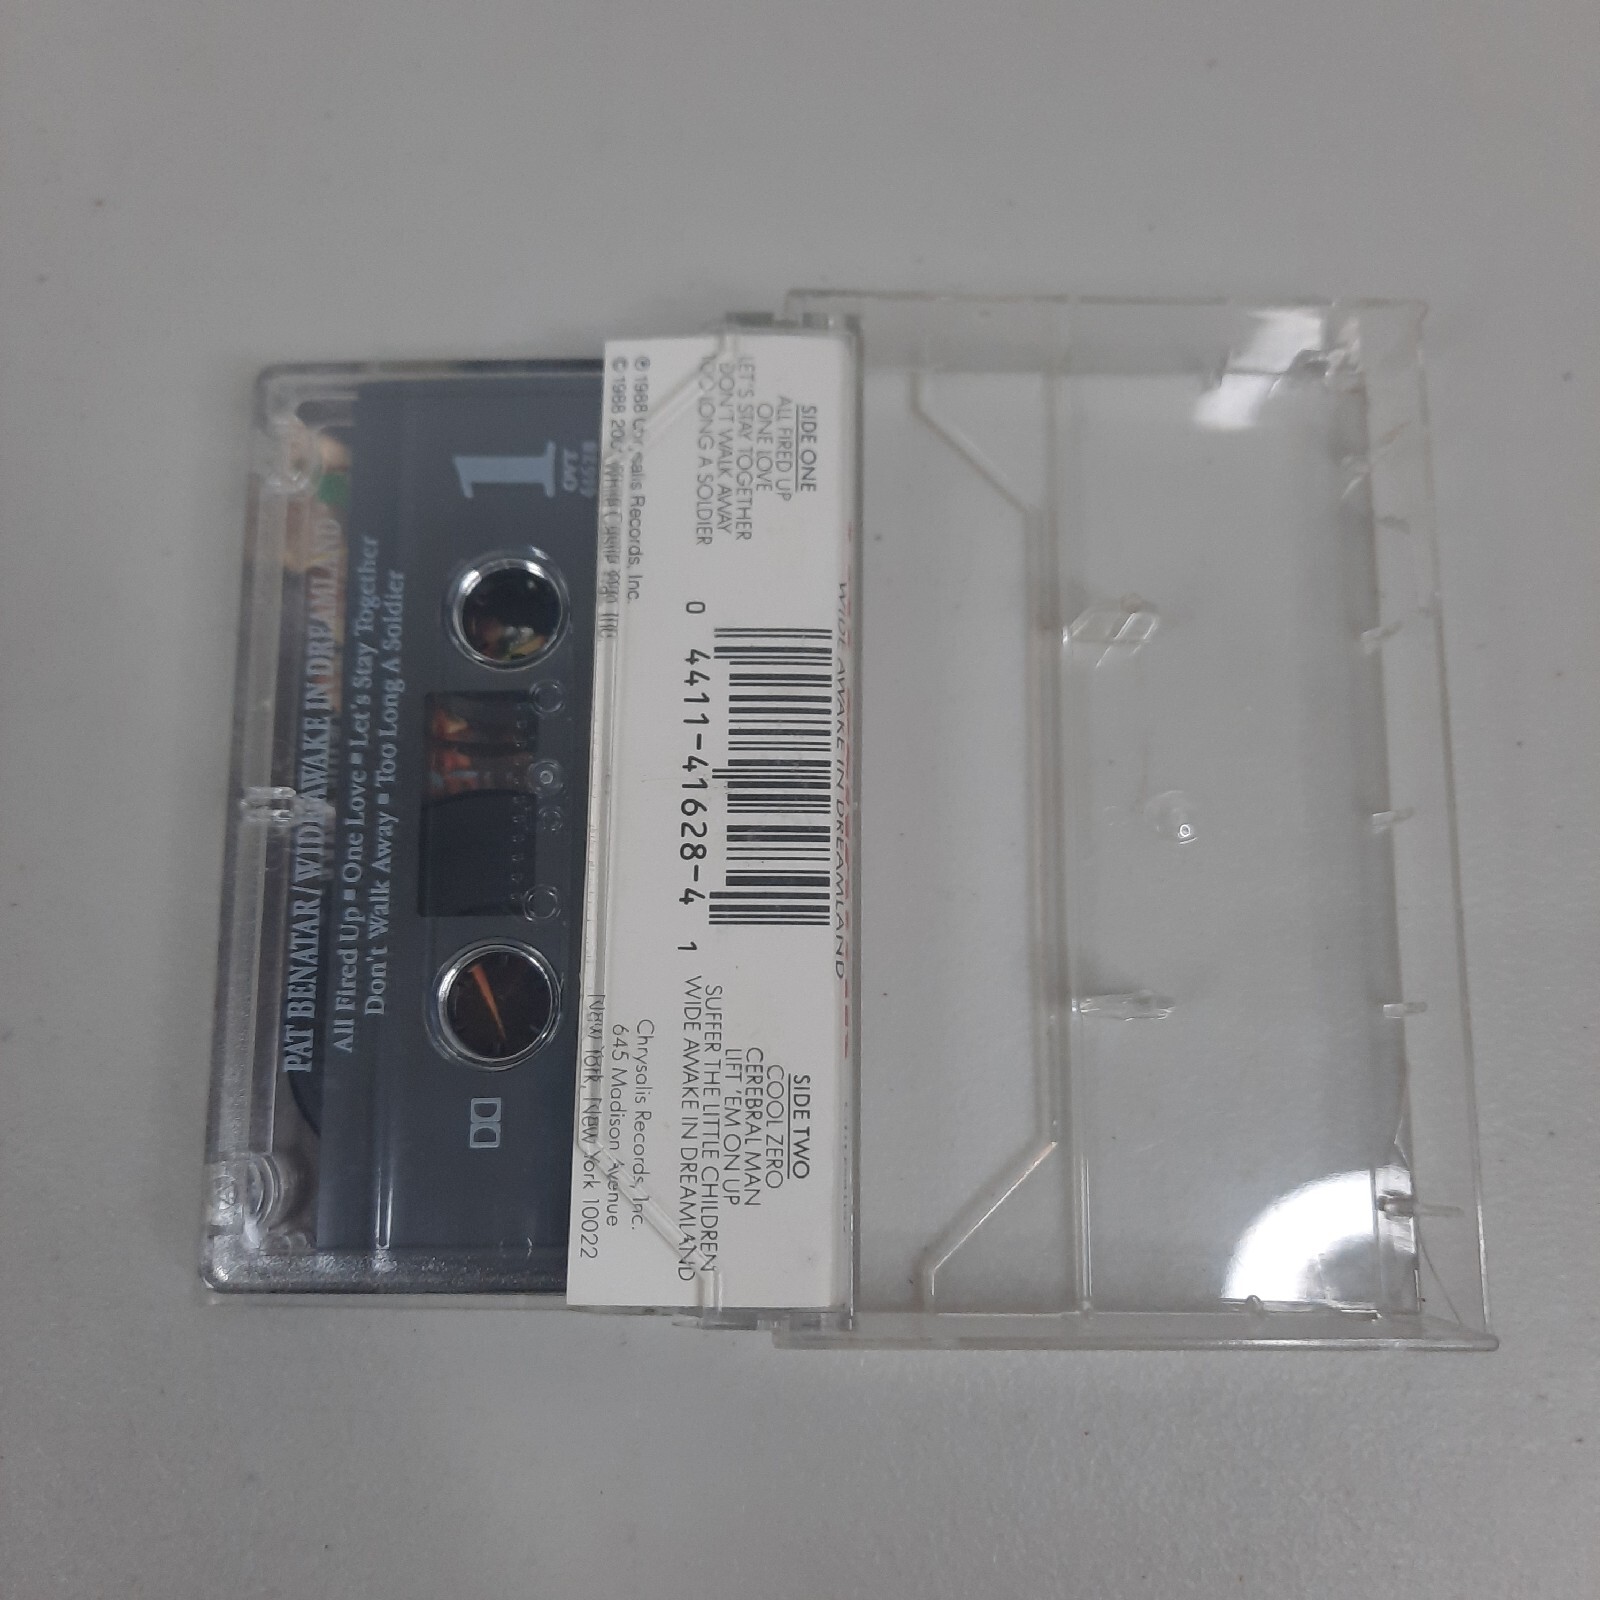 SIDE ONE
ALL FIRED UP
ONE LOVE
LET'S STAY TOGETHER
DON'T WALK AWAY
TOO LONG A SOLDIER
℗ 1988 Chrysalis Records, Inc.
© 1988
0 4411-41628-4 1
SIDE TWO
COOL ZERO
CEREBRAL MAN
LIFT 'EM ON UP
SUFFER THE LITTLE CHILDREN
WIDE AWAKE IN DREAMLAND
Chrysalis Records, Inc.
645 Madison Avenue
New York, New York 10022
WIDE AWAKE IN DREAMLAND
1
PAT BENATAR / WIDE AWAKE IN DREAMLAND
All Fired Up ▪ One Love ▪ Let's Stay Together
Don't Walk Away ▪ Too Long A Soldier